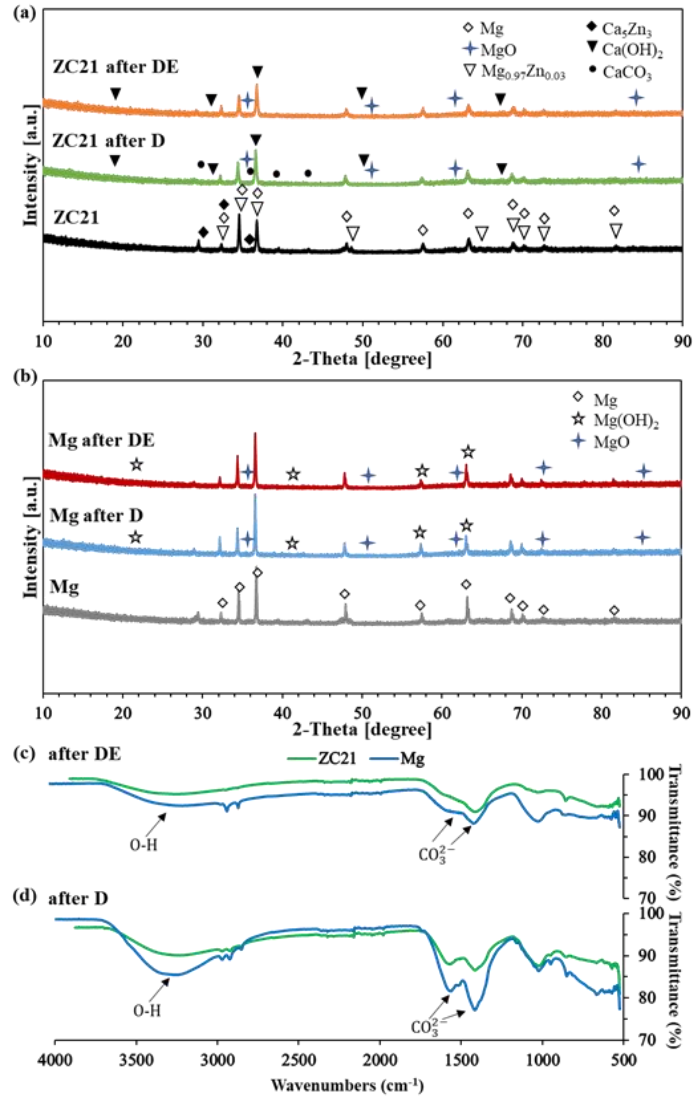 (a)
Mg
Ca₅Zn₃
MgO
Ca(OH)₂
Mg₀.₉₇Zn₀.₀₃
CaCO₃
ZC21 after DE
ZC21 after D
ZC21
Intensity [a.u.]
10 20 30 40 50 60 70 80 90
2-Theta [degree]
(b)
Mg
Mg(OH)₂
MgO
Mg after DE
Mg after D
Mg
Intensity [a.u.]
10 20 30 40 50 60 70 80 90
2-Theta [degree]
(c) after DE
ZC21 Mg
O-H
CO₃²⁻
100
90
80
70
Transmittance (%)
(d) after D
O-H
CO₃²⁻
100
90
80
70
Transmittance (%)
4000 3500 3000 2500 2000 1500 1000 500
Wavenumbers (cm⁻¹)